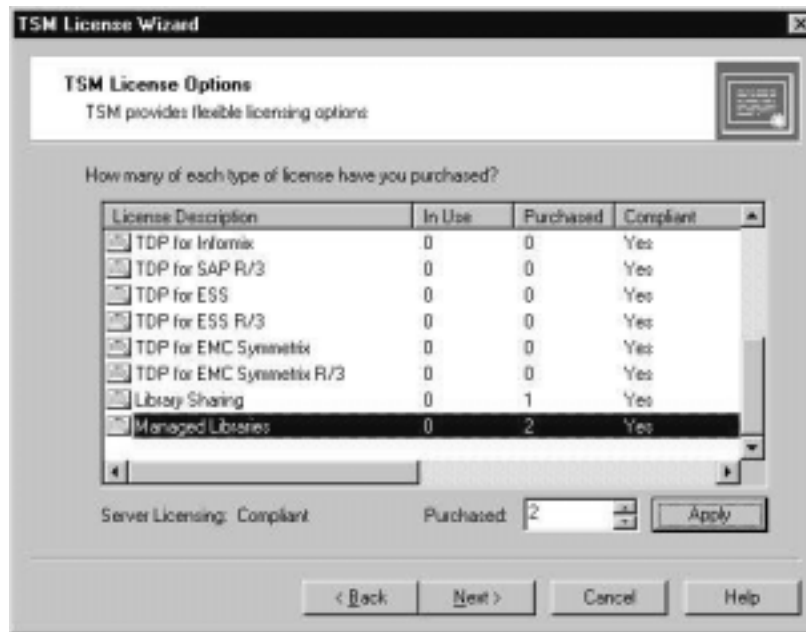 TSM License Wizard
TSM License Options
TSM provides flexible licensing options
How many of each type of license have you purchased?
License Description In Use Purchased Compliant
TDP for Informix 0 0 Yes
TDP for SAP R/3 0 0 Yes
TDP for ESS 0 0 Yes
TDP for ESS R/3 0 0 Yes
TDP for EMC Symmetrix 0 0 Yes
TDP for EMC Symmetrix R/3 0 0 Yes
Library Sharing 0 1 Yes
Managed Libraries 0 2 Yes
Server Licensing: Compliant Purchased: 2 Apply
< Back Next > Cancel Help